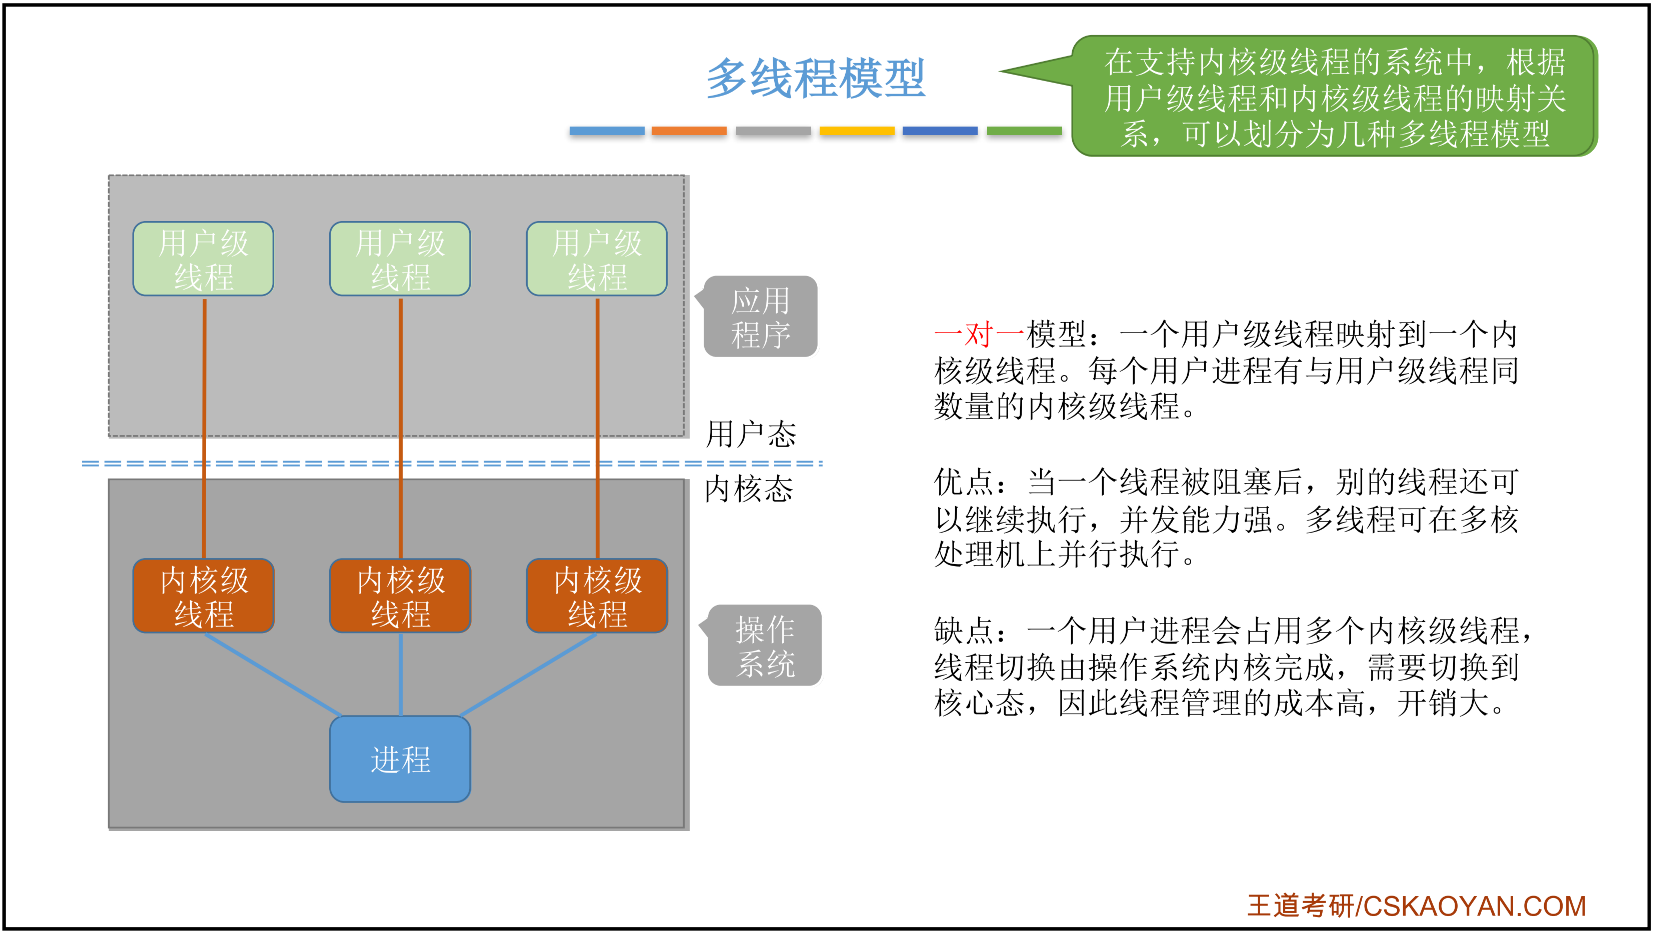 多线程模型
在支持内核级线程的系统中，根据
用户级线程和内核级线程的映射关
系，可以划分为几种多线程模型
用户级
线程
用户级
线程
用户级
线程
应用
程序
用户态
内核态
内核级
线程
内核级
线程
内核级
线程
操作
系统
进程
一对一模型：一个用户级线程映射到一个内
核级线程。每个用户进程有与用户级线程同
数量的内核级线程。
优点：当一个线程被阻塞后，别的线程还可
以继续执行，并发能力强。多线程可在多核
处理机上并行执行。
缺点：一个用户进程会占用多个内核级线程，
线程切换由操作系统内核完成，需要切换到
核心态，因此线程管理的成本高，开销大。
王道考研/CSKAOYAN.COM